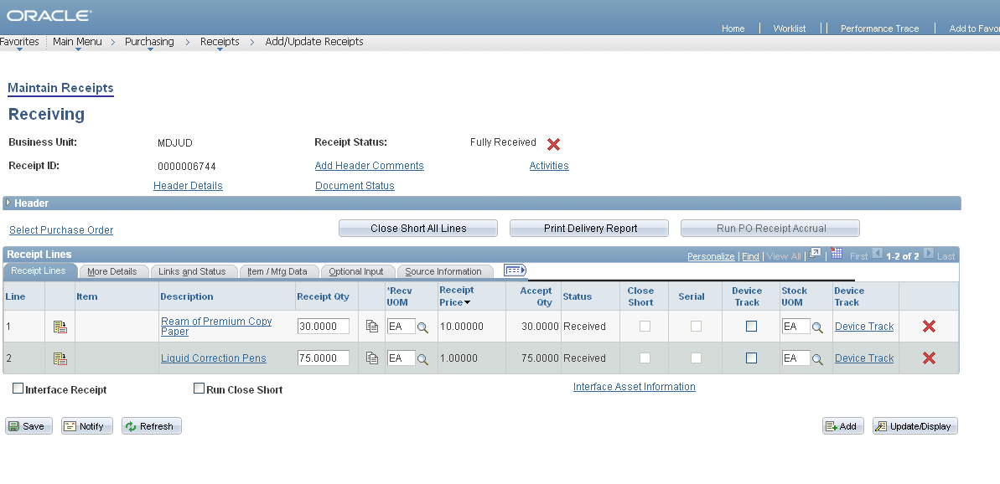 ORACLE
Home | Worklist | Performance Trace | Add to Favo
Favorites Main Menu > Purchasing > Receipts > Add/Update Receipts
Maintain Receipts
Receiving
Business Unit: MDJUD Receipt Status: Fully Received
Receipt ID: 0000006744 Add Header Comments Activities
Header Details Document Status
Header
Select Purchase Order Close Short All Lines Print Delivery Report Run PO Receipt Accrual
Receipt Lines Personalize | Find | View All | | First 1-2 of 2 Last
Receipt Lines More Details Links and Status Item / Mfg Data Optional Input Source Information
Line Item Description Receipt Qty *Recv UOM Receipt Price Accept Qty Status Close Short Serial Device Track Stock UOM Device Track
1 Ream of Premium Copy Paper 30.0000 EA 10.00000 30.0000 Received EA Device Track
2 Liquid Correction Pens 75.0000 EA 1.00000 75.0000 Received EA Device Track
Interface Receipt Run Close Short Interface Asset Information
Save Notify Refresh Add Update/Display